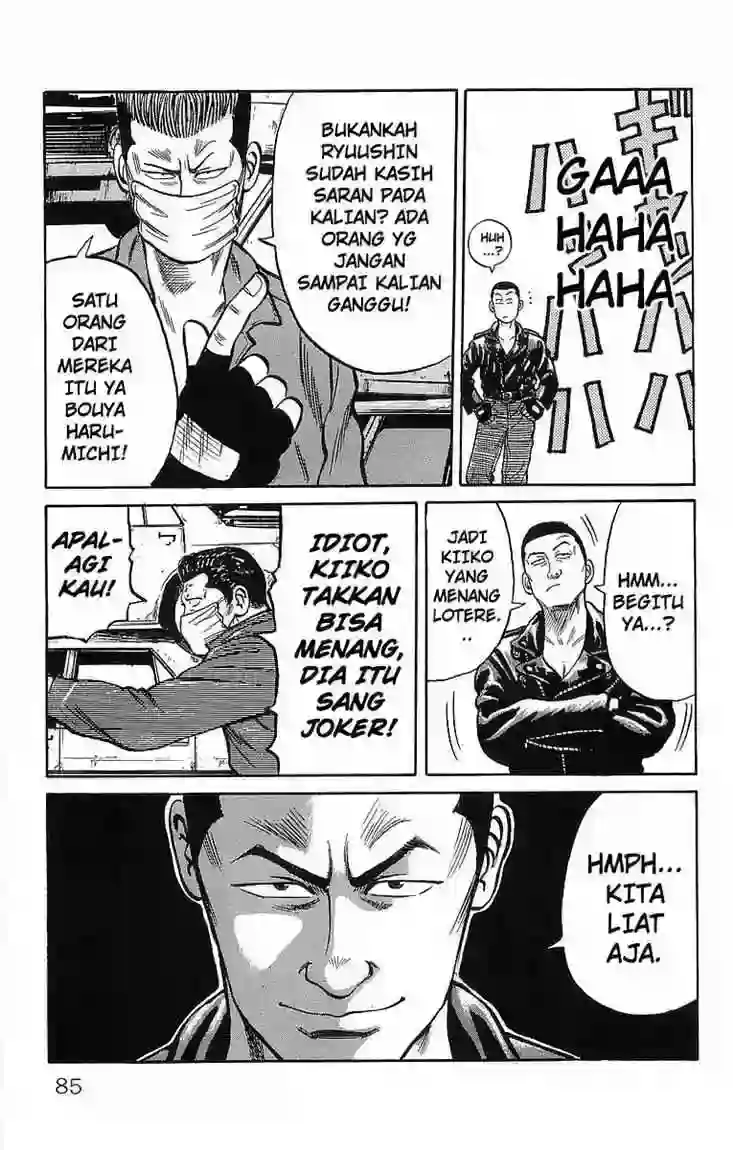 GAAA
HAHA
HAHA
HUH
...?
BUKANKAH
RYUUSHIN
SUDAH KASIH
SARAN PADA
KALIAN? ADA
ORANG YG
JANGAN
SAMPAI KALIAN
GANGGU!
SATU
ORANG
DARI
MEREKA
ITU YA
BOUYA
HARU-
MICHI!
HMM...
BEGITU
YA...?
JADI
KIIKO
YANG
MENANG
LOTERE.
. .
IDIOT,
KIIKO
TAKKAN
BISA
MENANG,
DIA ITU
SANG
JOKER!
APAL-
AGI
KAU!
HMPH...
KITA
LIAT
AJA.
85